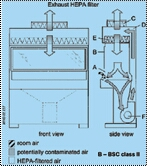 Exhaust HEPA filter
C
D
E
B
A
F
front view
side view
room air
potentially contaminated air
HEPA-filtered air
B – BSC class II